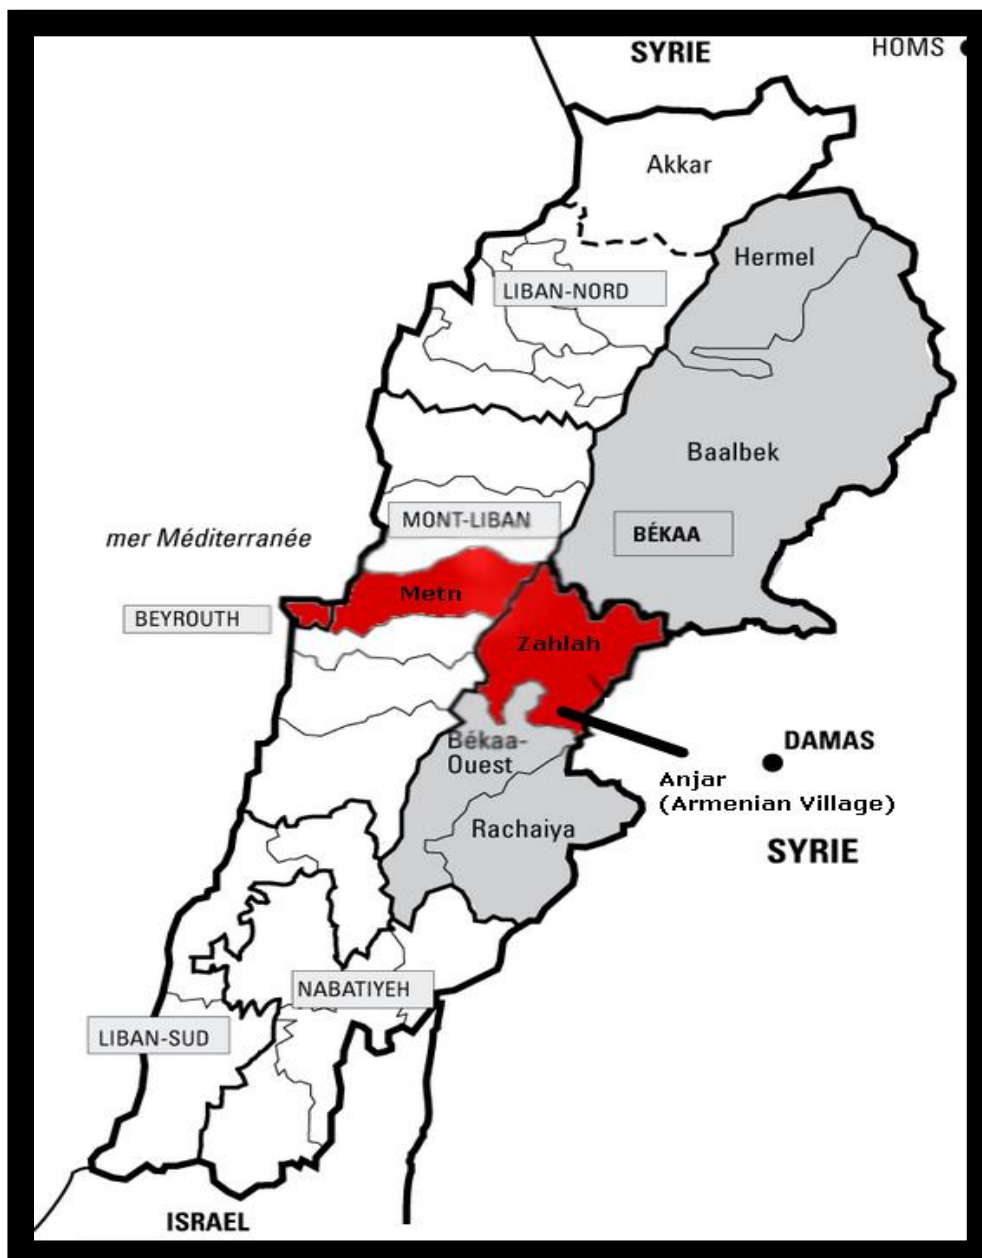 SYRIE
HOMS
Akkar
Hermel
LIBAN-NORD
Baalbek
MONT-LIBAN
BÉKAA
mer Méditerranée
Metn
BEYROUTH
Zahlah
Békaa-
Ouest
DAMAS
Anjar
(Armenian Village)
Rachaiya
SYRIE
NABATIYEH
LIBAN-SUD
ISRAEL